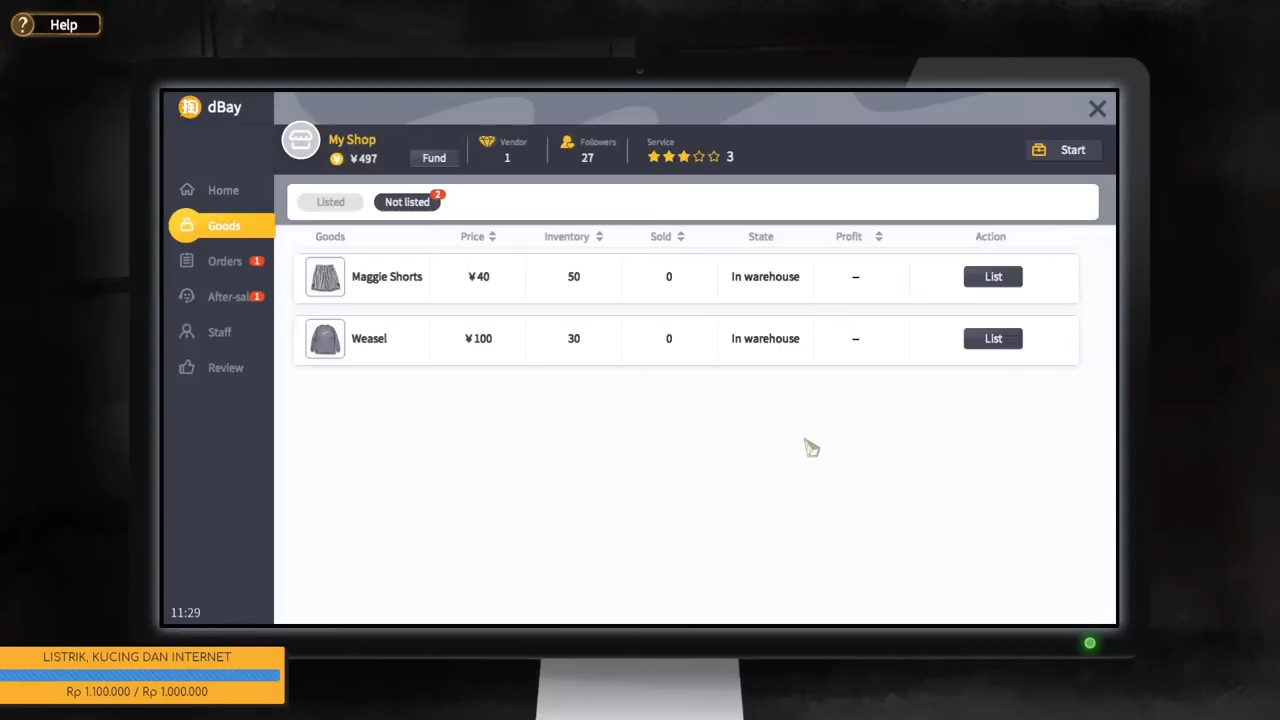 ? Help
掏 dBay
My Shop
¥497
Fund
Vendor
1
Followers
27
Service
3
Start
Home
Goods
Orders 1
After-sal 1
Staff
Review
11:29
Listed
Not listed 2
Goods Price Inventory Sold State Profit Action
Maggie Shorts ¥40 50 0 In warehouse – List
Weasel ¥100 30 0 In warehouse – List
LISTRIK, KUCING DAN INTERNET
Rp 1.100.000 / Rp 1.000.000